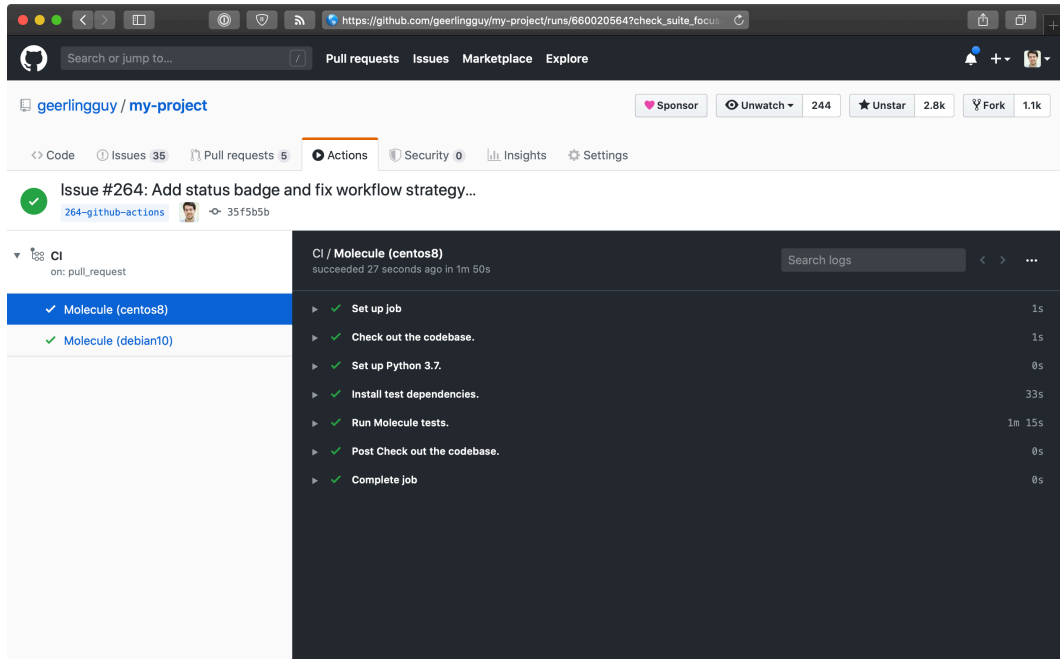 https://github.com/geerlingguy/my-project/runs/660020564?check_suite_focus
Search or jump to... /
Pull requests Issues Marketplace Explore
geerlingguy / my-project
Sponsor Unwatch 244 Unstar 2.8k Fork 1.1k
Code Issues 35 Pull requests 5 Actions Security 0 Insights Settings
Issue #264: Add status badge and fix workflow strategy...
264-github-actions 35f5b5b
CI
on: pull_request
Molecule (centos8)
Molecule (debian10)
CI / Molecule (centos8)
succeeded 27 seconds ago in 1m 50s
Search logs
Set up job 1s
Check out the codebase. 1s
Set up Python 3.7. 0s
Install test dependencies. 33s
Run Molecule tests. 1m 15s
Post Check out the codebase. 0s
Complete job 0s